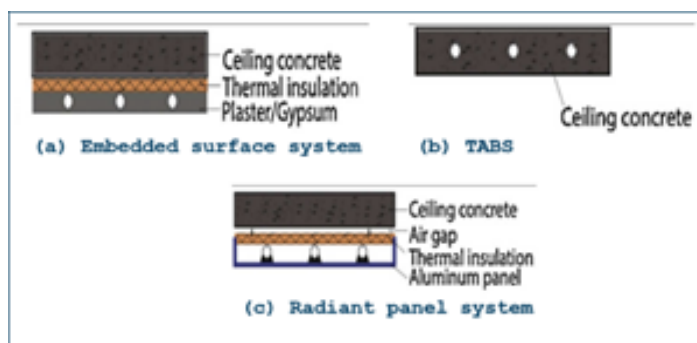 Ceiling concrete
Thermal insulation
Plaster/Gypsum
(a) Embedded surface system
Ceiling concrete
(b) TABS
Ceiling concrete
Air gap
Thermal insulation
Aluminum panel
(c) Radiant panel system